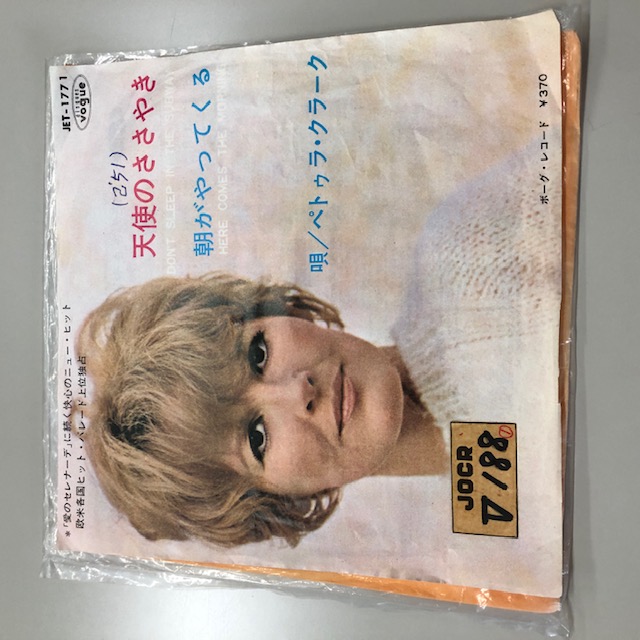 *「愛のセレナーデ」に続く快心のニュー・ヒット
欧米各国ヒット・パレード上位独占
JET-1771
vogue
天使のささやき
DON'T SLEEP IN THE SUBWAY
朝がやってくる
HERE COMES THE MORNING
唄/ペトゥラ・クラーク
JOCR
D/88
ボーグ・レコード ¥370